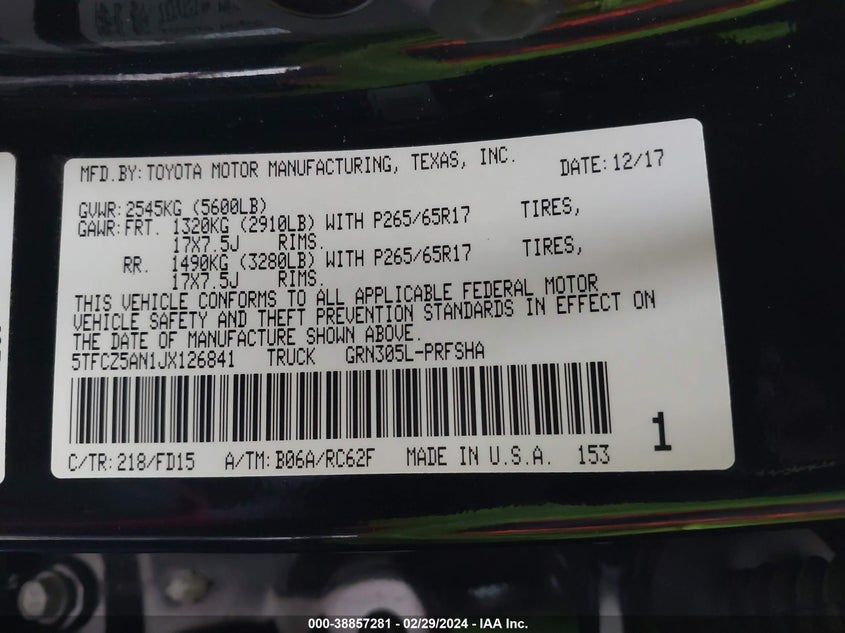 MFD.BY:TOYOTA MOTOR MANUFACTURING, TEXAS, INC. DATE:12/17
GVWR:2545KG (5600LB)
GAWR:FRT. 1320KG (2910LB) WITH P265/65R17 TIRES,
17X7.5J RIMS.
RR. 1490KG (3280LB) WITH P265/65R17 TIRES,
17X7.5J RIMS.
THIS VEHICLE CONFORMS TO ALL APPLICABLE FEDERAL MOTOR
VEHICLE SAFETY AND THEFT PREVENTION STANDARDS IN EFFECT ON
THE DATE OF MANUFACTURE SHOWN ABOVE.
5TFCZ5AN1JX126841 TRUCK GRN305L-PRFSHA
1
C/TR:218/FD15 A/TM:B06A/RC62F MADE IN U.S.A. 153
000-38857281 - 02/29/2024 - IAA Inc.